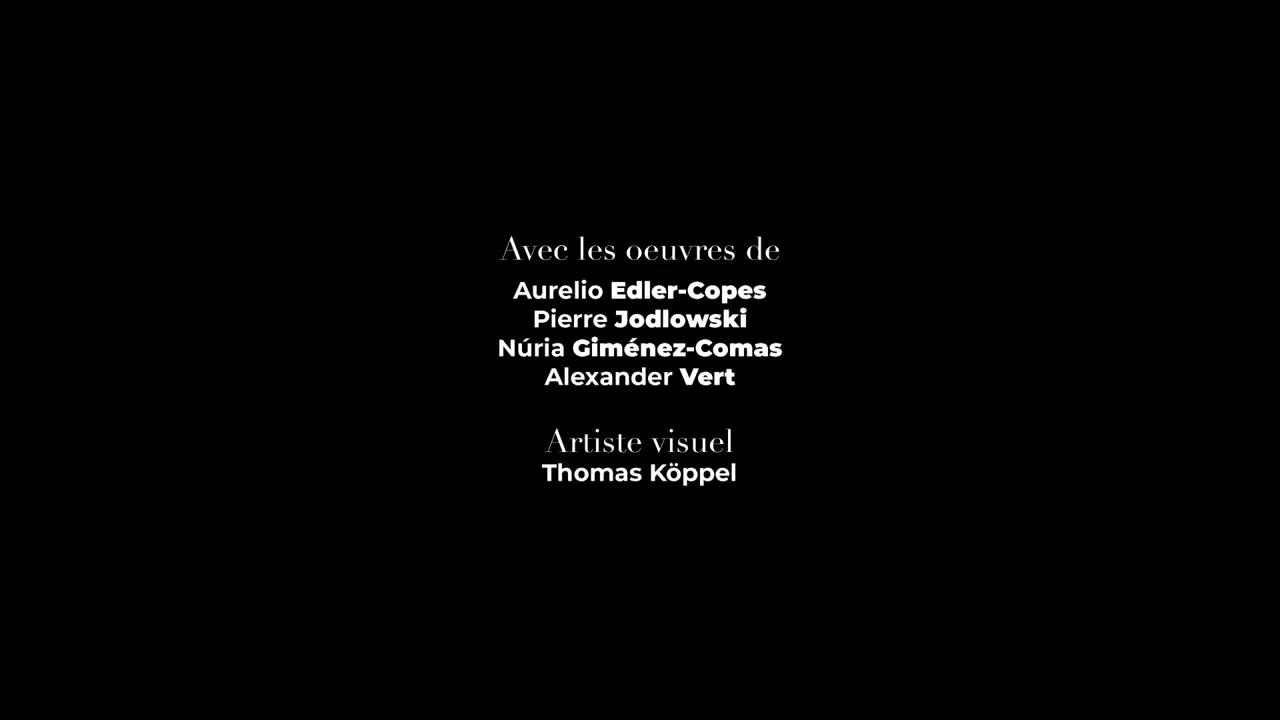 Avec les oeuvres de
Aurelio Edler-Copes
Pierre Jodlowski
Núria Giménez-Comas
Alexander Vert
Artiste visuel
Thomas Köppel